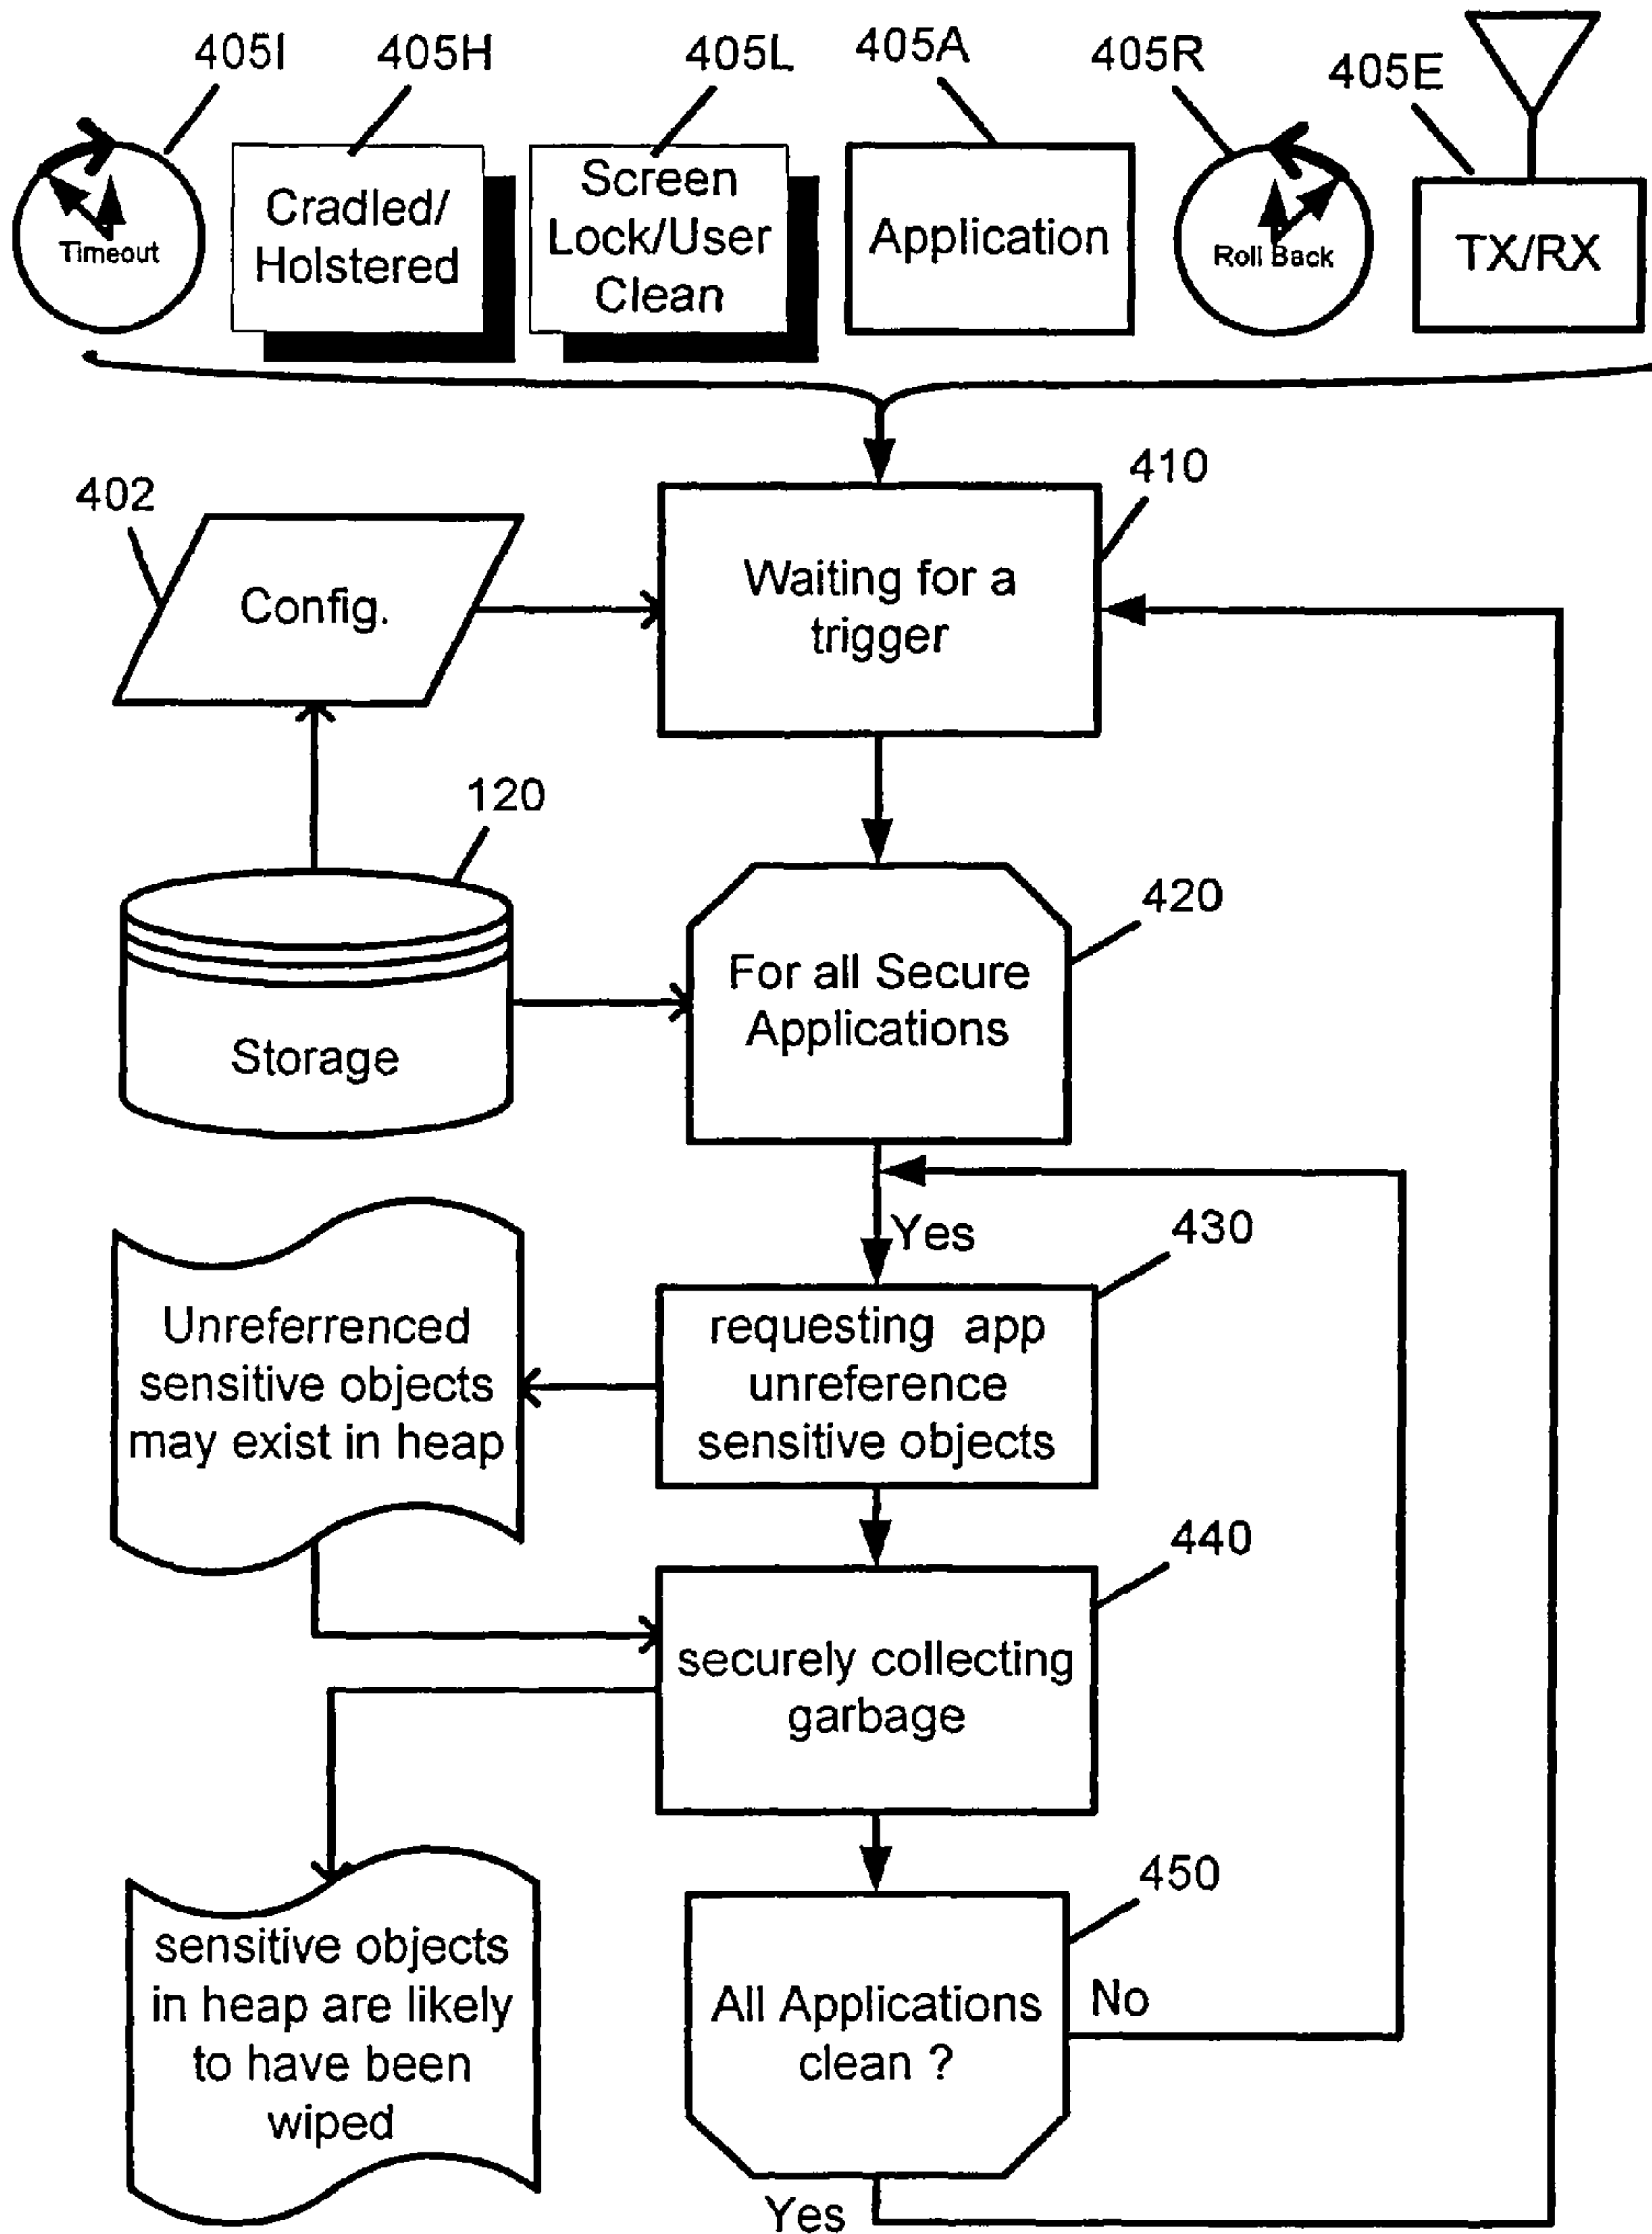 405I
405H
405L
405A
405R
405E
Timeout
Cradled/
Holstered
Screen
Lock/User
Clean
Application
Roll Back
TX/RX
402
410
Config.
Waiting for a
trigger
120
420
Storage
For all Secure
Applications
Yes
430
Unreferrenced
sensitive objects
may exist in heap
requesting app
unreference
sensitive objects
440
securely collecting
garbage
450
sensitive objects
in heap are likely
to have been
wiped
All Applications
clean ?
No
Yes